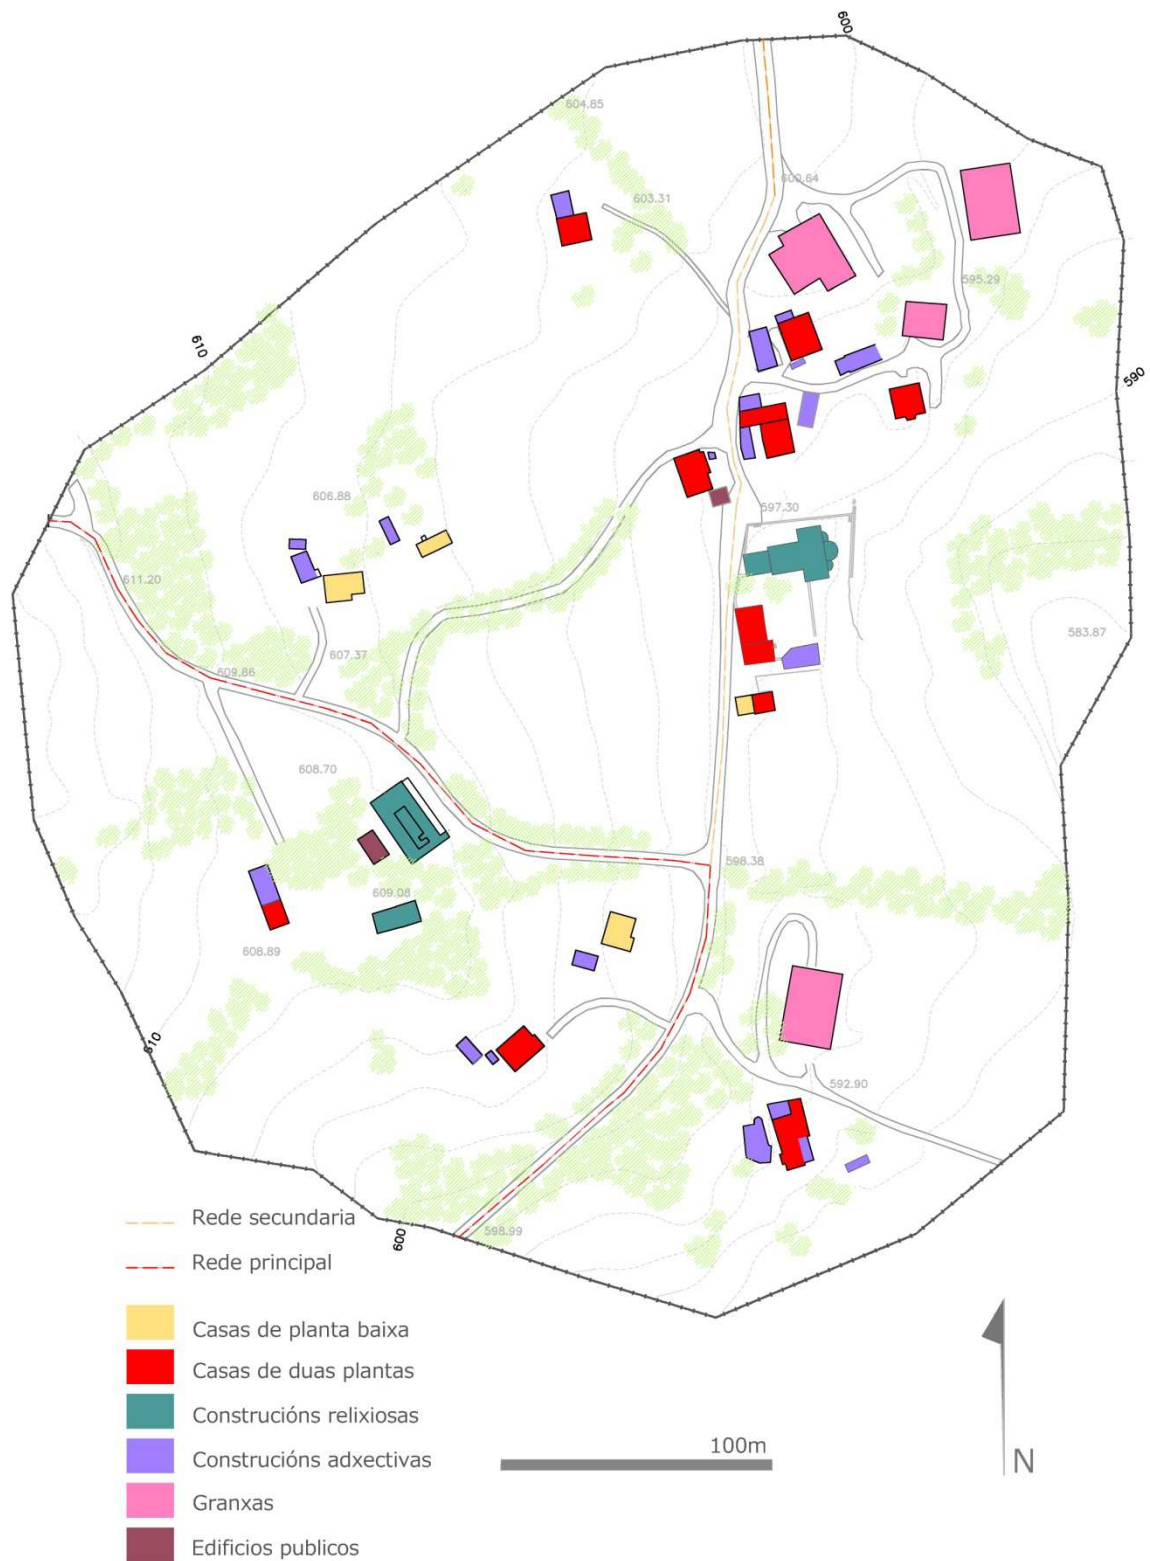 600
604.85
603.31
600.64
595.29
610
590
606.88
597.30
611.20
583.87
607.37
609.86
608.70
598.38
609.08
608.89
610
592.90
600
598.99
Rede secundaria
Rede principal
Casas de planta baixa
Casas de duas plantas
Construcións relixiosas
Construcións adxectivas
Granxas
Edificios publicos
100m
N